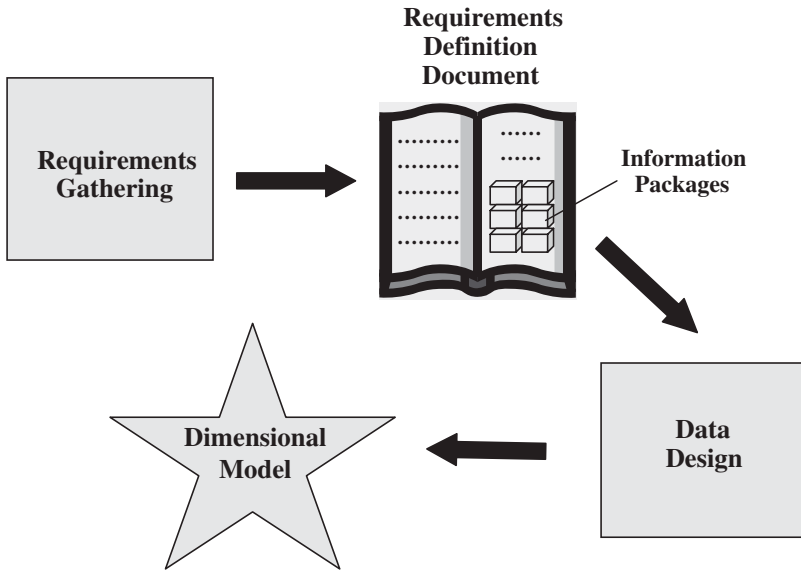 Requirements
Definition
Document
Requirements
Gathering
Information
Packages
Data
Design
Dimensional
Model